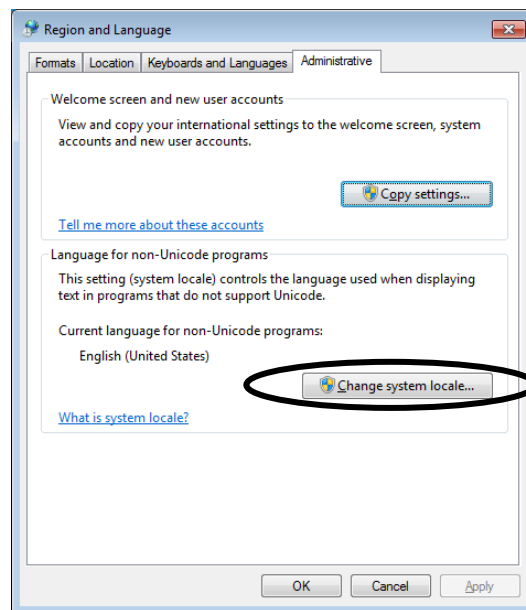 Region and Language
Formats Location Keyboards and Languages Administrative
Welcome screen and new user accounts
View and copy your international settings to the welcome screen, system
accounts and new user accounts.
Copy settings...
Tell me more about these accounts
Language for non-Unicode programs
This setting (system locale) controls the language used when displaying
text in programs that do not support Unicode.
Current language for non-Unicode programs:
English (United States)
Change system locale...
What is system locale?
OK Cancel Apply